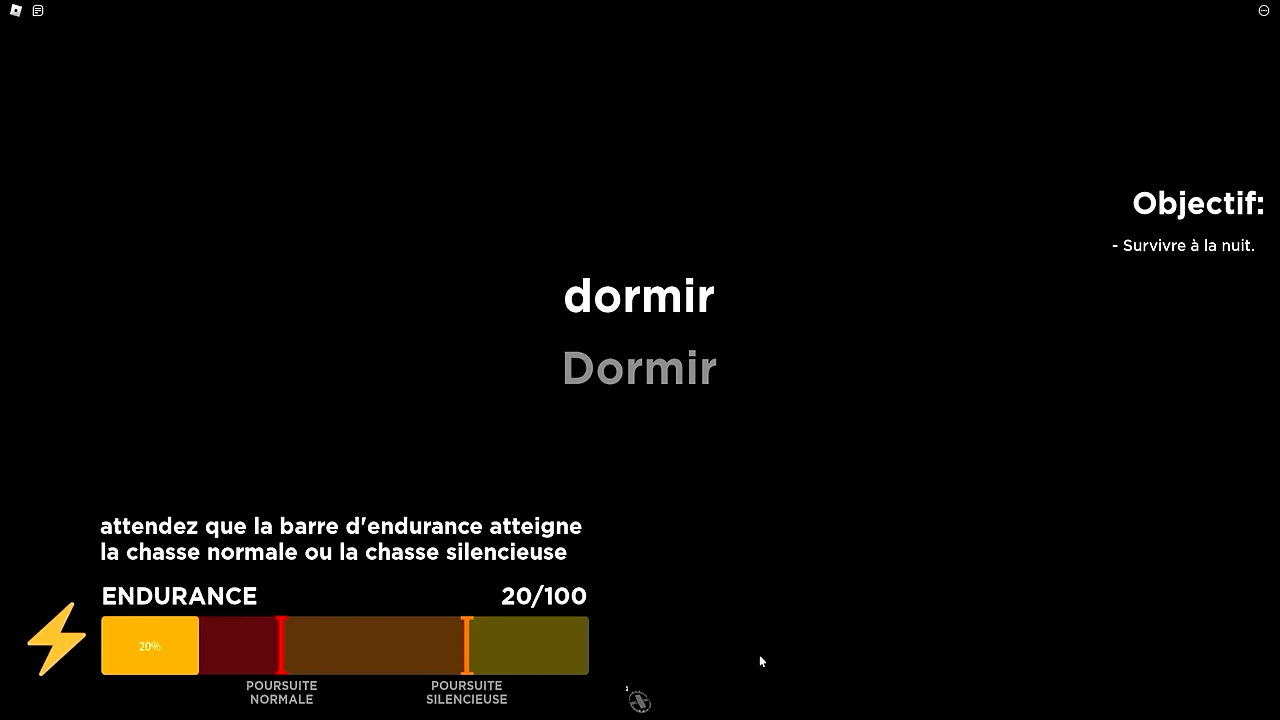 Objectif:
- Survivre à la nuit.
dormir
Dormir
attendez que la barre d'endurance atteigne
la chasse normale ou la chasse silencieuse
ENDURANCE 20/100
20%
POURSUITE
NORMALE
POURSUITE
SILENCIEUSE
1